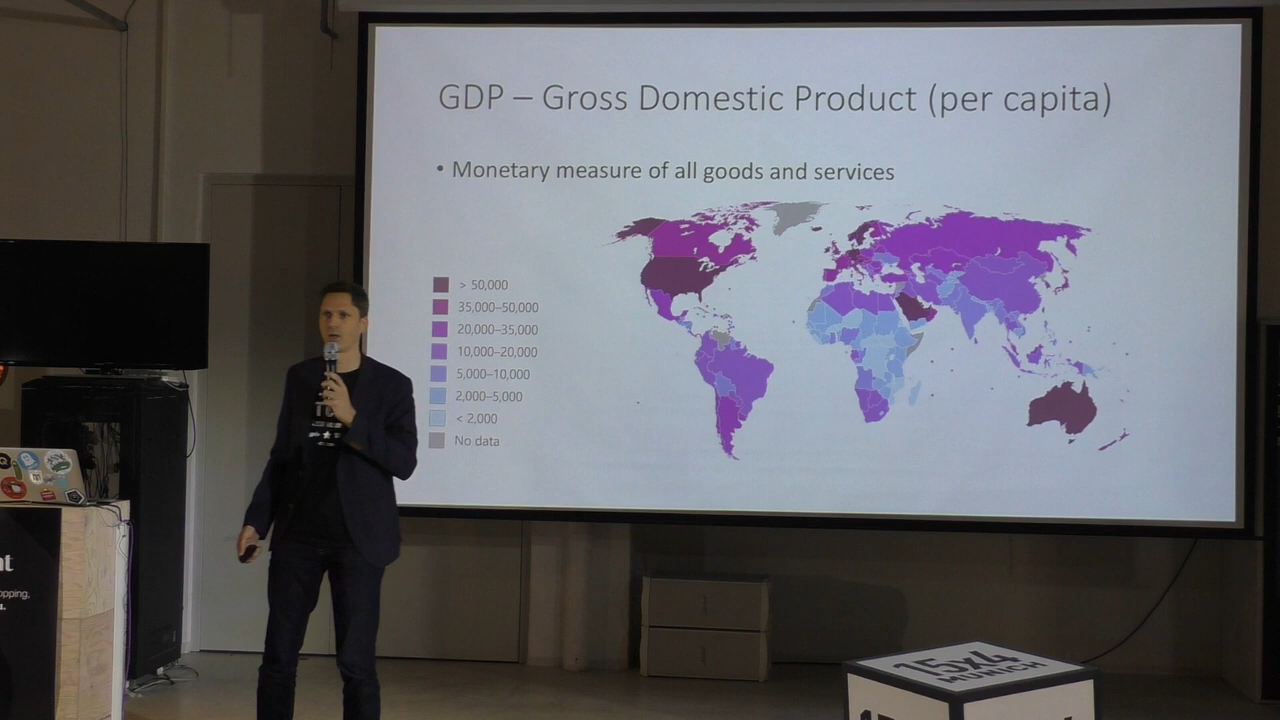 GDP – Gross Domestic Product (per capita)
• Monetary measure of all goods and services
> 50,000
35,000–50,000
20,000–35,000
10,000–20,000
5,000–10,000
2,000–5,000
< 2,000
No data
15x4
MUNICH